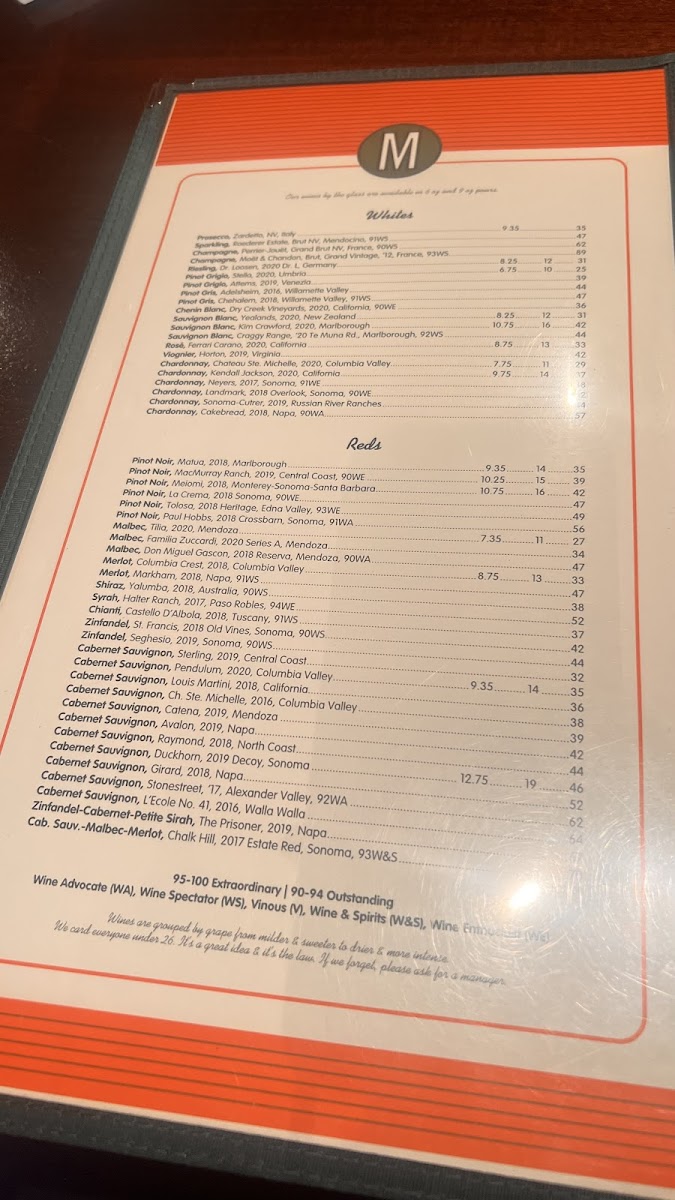 M
Our wines by the glass are available as 6 oz and 9 oz pours.
Whites
Prosecco, Zardetto, NV, Italy 9.35 35
Sparkling, Roederer Estate, Brut NV, Mendocino, 91WS 47
Champagne, Perrier-Jouët, Grand Brut NV, France, 90WS 62
Champagne, Moët & Chandon, Brut, Grand Vintage, '12, France, 93WS 89
Riesling, Dr. Loosen, 2020 Dr. L, Germany 8.25 12 31
Pinot Grigio, Stella, 2020, Umbria 6.75 10 25
Pinot Grigio, Attems, 2019, Venezia 39
Pinot Gris, Adelsheim, 2016, Willamette Valley 44
Pinot Gris, Chehalem, 2018, Willamette Valley, 91WS 47
Chenin Blanc, Dry Creek Vineyards, 2020, California, 90WE 36
Sauvignon Blanc, Yealands, 2020, New Zealand 8.25 12 31
Sauvignon Blanc, Kim Crawford, 2020, Marlborough 10.75 16 42
Sauvignon Blanc, Craggy Range, '20 Te Muna Rd., Marlborough, 92WS 44
Rosé, Ferrari Carano, 2020, California 8.75 13 33
Viognier, Horton, 2019, Virginia 42
Chardonnay, Chateau Ste. Michelle, 2020, Columbia Valley 7.75 11 29
Chardonnay, Kendall Jackson, 2020, California 9.75 14
Chardonnay, Neyers, 2017, Sonoma, 91WE
Chardonnay, Landmark, 2018 Overlook, Sonoma, 90WE
Chardonnay, Sonoma-Cutrer, 2019, Russian River Ranches
Chardonnay, Cakebread, 2018, Napa, 90WA 57
Reds
Pinot Noir, Matua, 2018, Marlborough 9.35 14 35
Pinot Noir, MacMurray Ranch, 2019, Central Coast, 90WE 10.25 15 39
Pinot Noir, Meiomi, 2018, Monterey-Sonoma-Santa Barbara 10.75 16 42
Pinot Noir, La Crema, 2018 Sonoma, 90WE 47
Pinot Noir, Tolosa, 2018 Heritage, Edna Valley, 93WE 49
Pinot Noir, Paul Hobbs, 2018 Crossbarn, Sonoma, 91WA 56
Malbec, Tilia, 2020, Mendoza 7.35 11 27
Malbec, Familia Zuccardi, 2020 Series A, Mendoza 34
Malbec, Don Miguel Gascon, 2018 Reserva, Mendoza, 90WA 47
Merlot, Columbia Crest, 2018, Columbia Valley 8.75 13 33
Merlot, Markham, 2018, Napa, 91WS 47
Shiraz, Yalumba, 2018, Australia, 90WS 38
Syrah, Halter Ranch, 2017, Paso Robles, 94WE 52
Chianti, Castello D'Albola, 2018, Tuscany, 91WS 37
Zinfandel, St. Francis, 2018 Old Vines, Sonoma, 90WS 42
Zinfandel, Seghesio, 2019, Sonoma, 90WS 44
Cabernet Sauvignon, Sterling, 2019, Central Coast 32
Cabernet Sauvignon, Pendulum, 2020, Columbia Valley 9.35 14 35
Cabernet Sauvignon, Louis Martini, 2018, California 36
Cabernet Sauvignon, Ch. Ste. Michelle, 2016, Columbia Valley 38
Cabernet Sauvignon, Catena, 2019, Mendoza 39
Cabernet Sauvignon, Avalon, 2019, Napa 42
Cabernet Sauvignon, Raymond, 2018, North Coast 44
Cabernet Sauvignon, Duckhorn, 2019 Decoy, Sonoma 12.75 19 46
Cabernet Sauvignon, Girard, 2018, Napa 52
Cabernet Sauvignon, Stonestreet, '17, Alexander Valley, 92WA 62
Cabernet Sauvignon, L'Ecole No. 41, 2016, Walla Walla 64
Zinfandel-Cabernet-Petite Sirah, The Prisoner, 2019, Napa
Cab. Sauv.-Malbec-Merlot, Chalk Hill, 2017 Estate Red, Sonoma, 93W&S
95-100 Extraordinary | 90-94 Outstanding
Wine Advocate (WA), Wine Spectator (WS), Vinous (V), Wine & Spirits (W&S), Wine Enthusiast (WE)
Wines are grouped by grape from milder & sweeter to drier & more intense.
We card everyone under 26. It's a great idea & it's the law. If we forget, please ask for a manager.